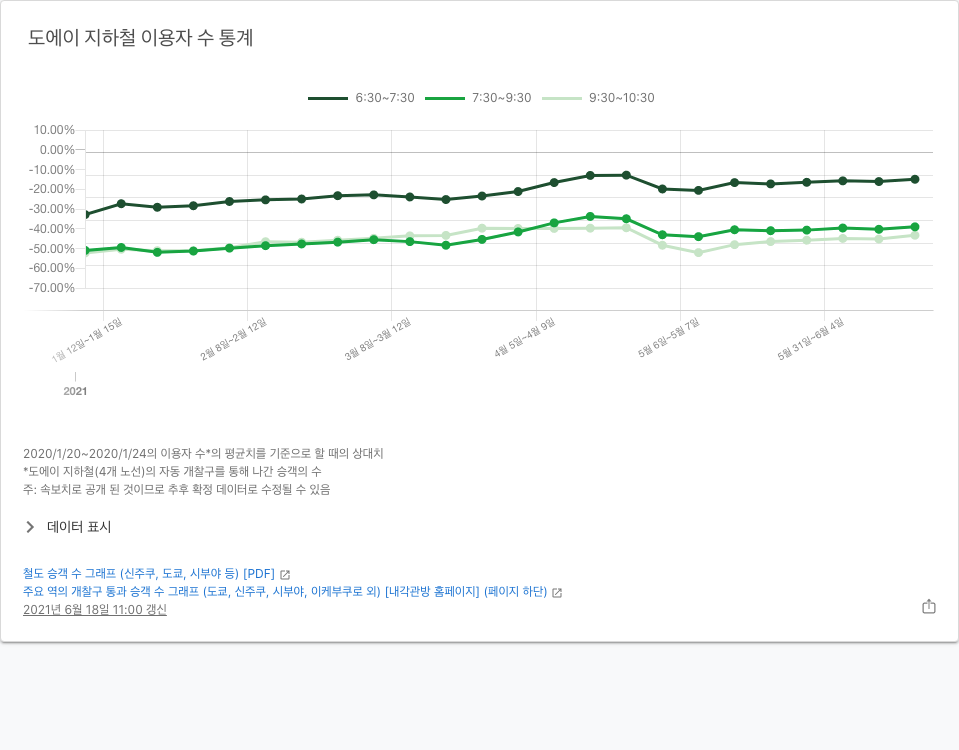 도에이 지하철 이용자 수 통계
6:30~7:30 7:30~9:30 9:30~10:30
10.00%
0.00%
-10.00%
-20.00%
-30.00%
-40.00%
-50.00%
-60.00%
-70.00%
1월 12일~1월 15일 2월 8일~2월 12일 3월 8일~3월 12일 4월 5일~4월 9일 5월 6일~5월 7일 5월 31일~6월 4일
2021
2020/1/20~2020/1/24의 이용자 수*의 평균치를 기준으로 할 때의 상대치
*도에이 지하철(4개 노선)의 자동 개찰구를 통해 나간 승객의 수
주: 속보치로 공개 된 것이므로 추후 확정 데이터로 수정될 수 있음
데이터 표시
철도 승객 수 그래프 (신주쿠, 도쿄, 시부야 등) [PDF]
주요 역의 개찰구 통과 승객 수 그래프 (도쿄, 신주쿠, 시부야, 이케부쿠로 외) [내각관방 홈페이지] (페이지 하단)
2021년 6월 18일 11:00 갱신